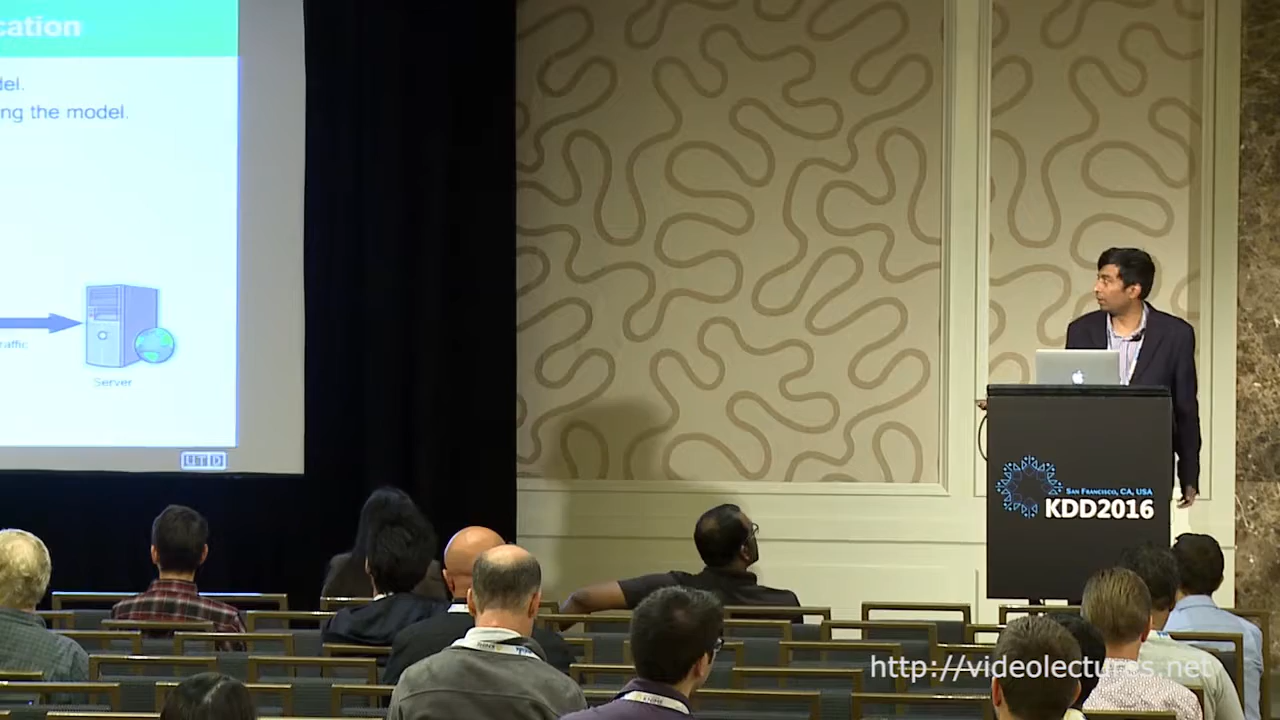 cation
del.
ng the model.
raffic
Server
UTD
SAN FRANCISCO, CA, USA
KDD2016
http://videolectures.net